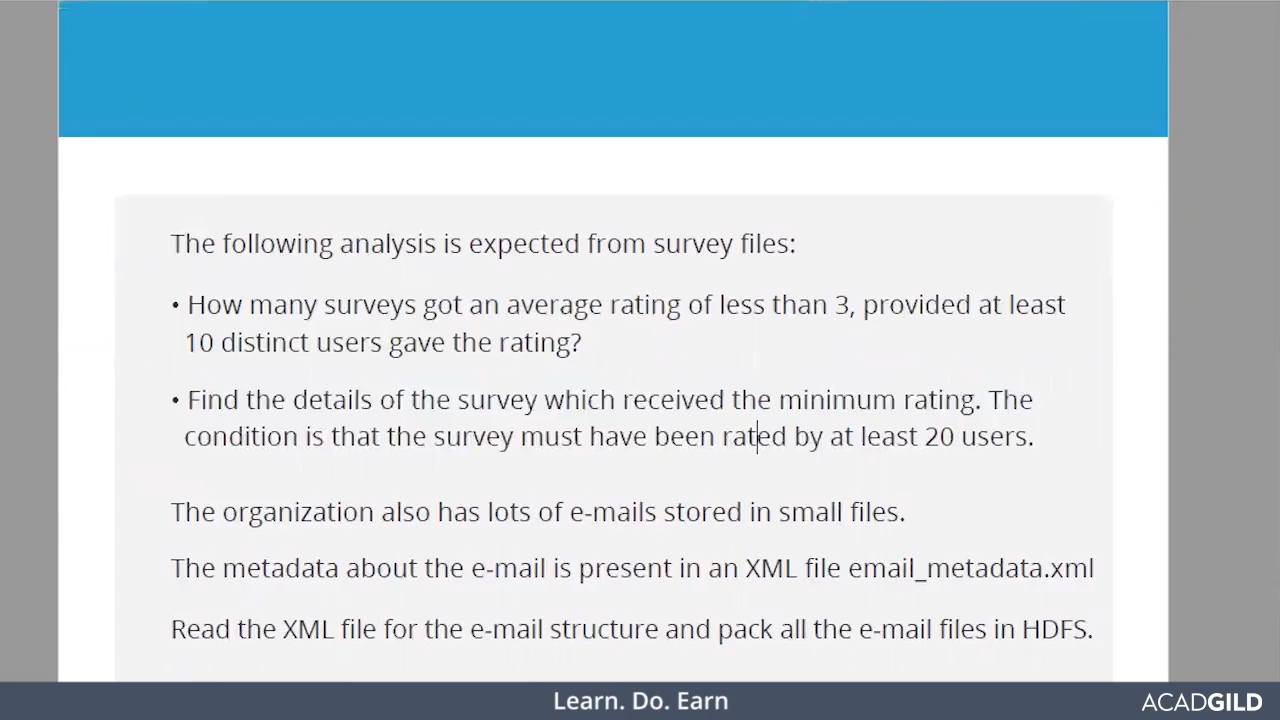 The following analysis is expected from survey files:
• How many surveys got an average rating of less than 3, provided at least
10 distinct users gave the rating?
• Find the details of the survey which received the minimum rating. The
condition is that the survey must have been rated by at least 20 users.
The organization also has lots of e-mails stored in small files.
The metadata about the e-mail is present in an XML file email_metadata.xml
Read the XML file for the e-mail structure and pack all the e-mail files in HDFS.
Learn. Do. Earn
ACADGILD